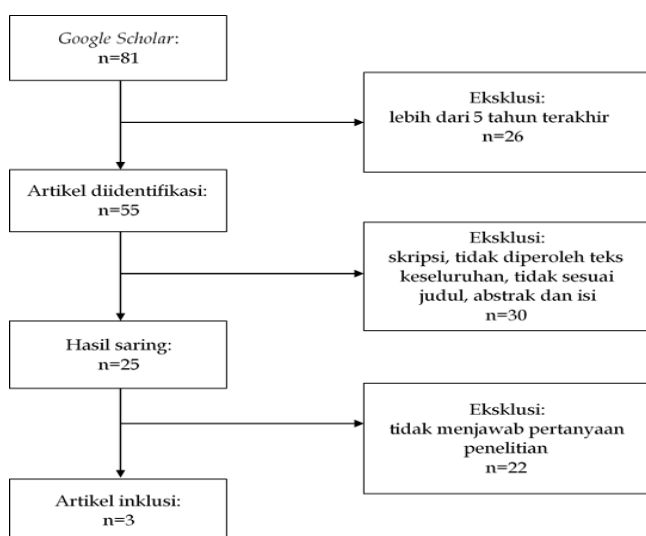 Google Scholar:
n=81
Eksklusi:
lebih dari 5 tahun terakhir
n=26
Artikel diidentifikasi:
n=55
Eksklusi:
skripsi, tidak diperoleh teks
keseluruhan, tidak sesuai
judul, abstrak dan isi
n=30
Hasil saring:
n=25
Eksklusi:
tidak menjawab pertanyaan
penelitian
n=22
Artikel inklusi:
n=3